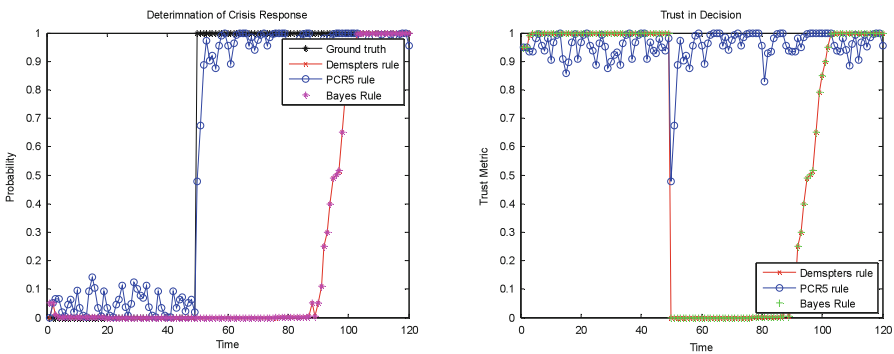 Deterimnation of Crisis Response
1
0.9
0.8
0.7
0.6
0.5
0.4
0.3
0.2
0.1
0
Probability
0
20
40
60
80
100
120
Time
Ground truth
Demspters rule
PCR5 rule
Bayes Rule
Trust in Decision
1
0.9
0.8
0.7
0.6
0.5
0.4
0.3
0.2
0.1
0
Trust Metric
0
20
40
60
80
100
120
Time
Demspters rule
PCR5 rule
Bayes Rule